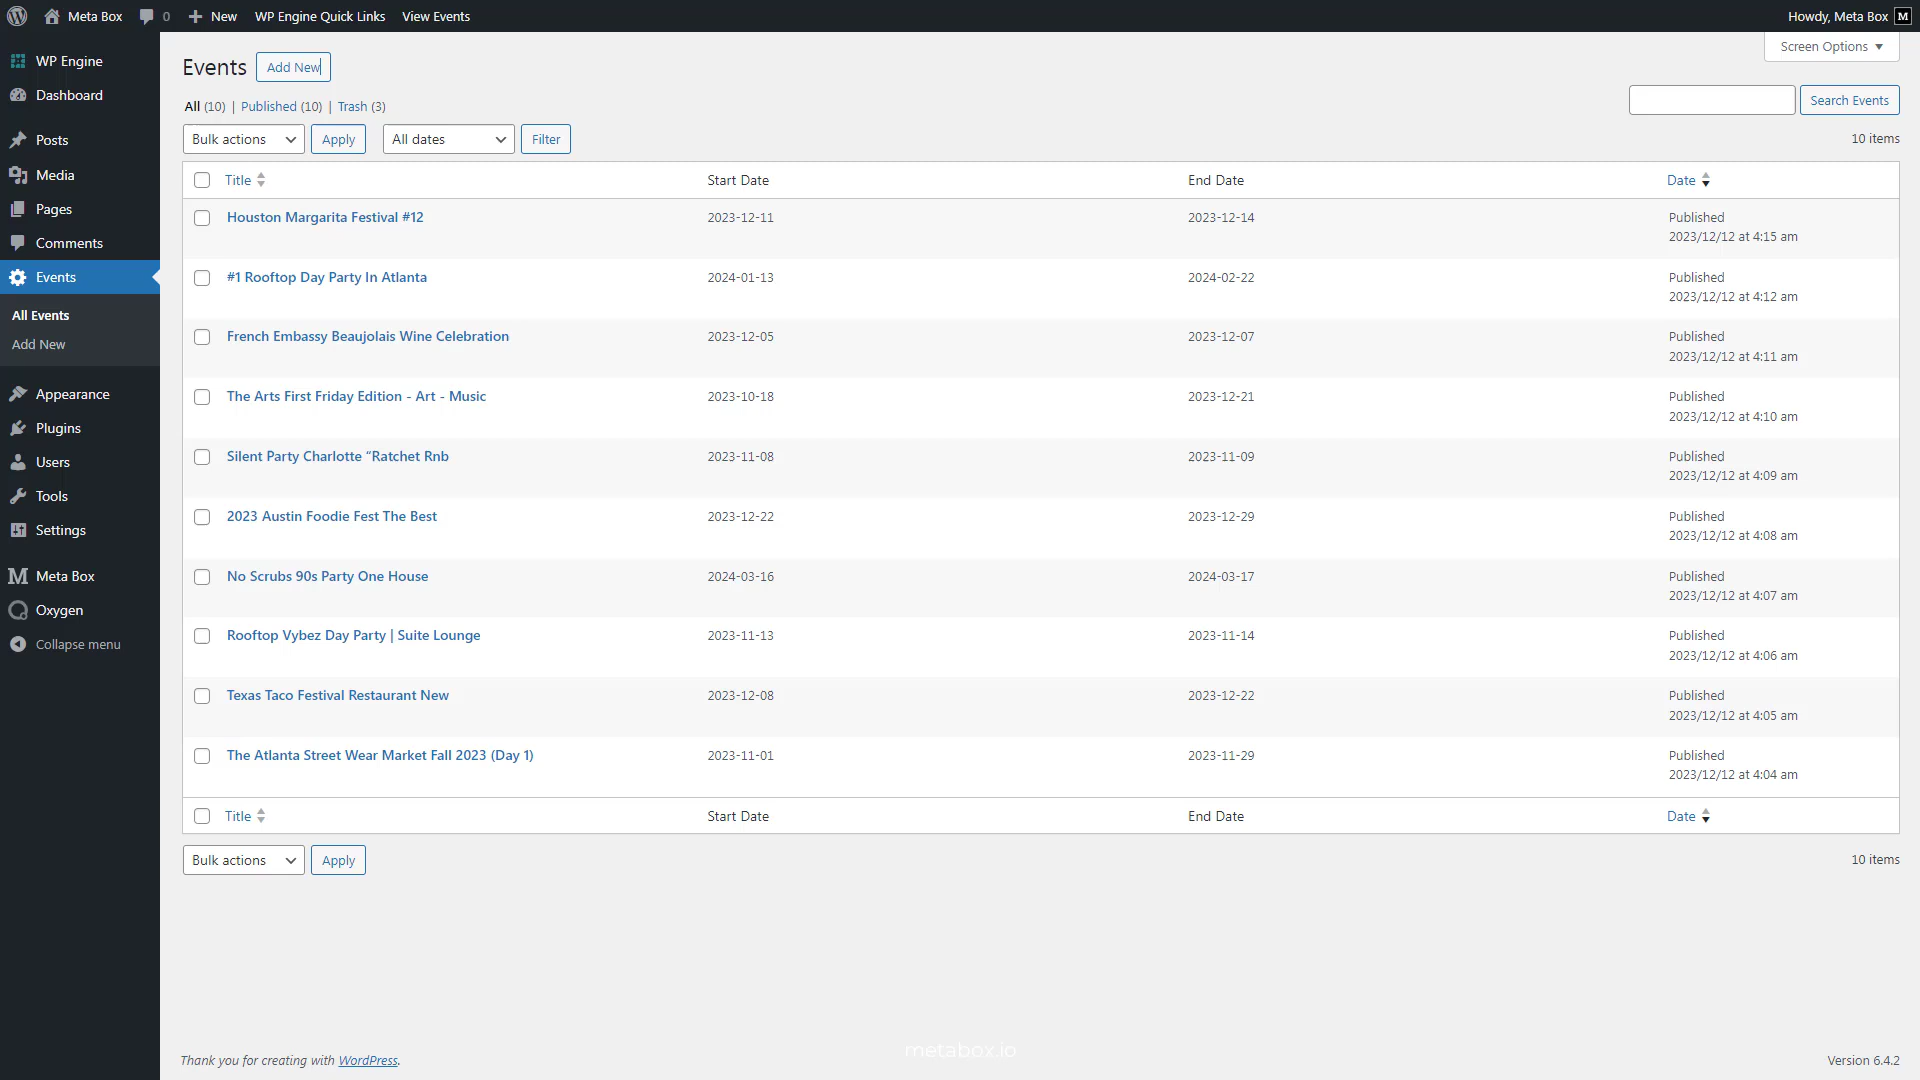 Meta Box 0 New WP Engine Quick Links View Events Howdy, Meta Box M
Screen Options
WP Engine
Dashboard
Posts
Media
Pages
Comments
Events
All Events
Add New
Appearance
Plugins
Users
Tools
Settings
Meta Box
Oxygen
Collapse menu
Events Add New
All (10) | Published (10) | Trash (3)
Search Events
Bulk actions Apply All dates Filter 10 items
Title Start Date End Date Date
Houston Margarita Festival #12 2023-12-11 2023-12-14 Published
2023/12/12 at 4:15 am
#1 Rooftop Day Party In Atlanta 2024-01-13 2024-02-22 Published
2023/12/12 at 4:12 am
French Embassy Beaujolais Wine Celebration 2023-12-05 2023-12-07 Published
2023/12/12 at 4:11 am
The Arts First Friday Edition - Art - Music 2023-10-18 2023-12-21 Published
2023/12/12 at 4:10 am
Silent Party Charlotte “Ratchet Rnb 2023-11-08 2023-11-09 Published
2023/12/12 at 4:09 am
2023 Austin Foodie Fest The Best 2023-12-22 2023-12-29 Published
2023/12/12 at 4:08 am
No Scrubs 90s Party One House 2024-03-16 2024-03-17 Published
2023/12/12 at 4:07 am
Rooftop Vybez Day Party | Suite Lounge 2023-11-13 2023-11-14 Published
2023/12/12 at 4:06 am
Texas Taco Festival Restaurant New 2023-12-08 2023-12-22 Published
2023/12/12 at 4:05 am
The Atlanta Street Wear Market Fall 2023 (Day 1) 2023-11-01 2023-11-29 Published
2023/12/12 at 4:04 am
Title Start Date End Date Date
Bulk actions Apply 10 items
metabox.io
Thank you for creating with WordPress. Version 6.4.2